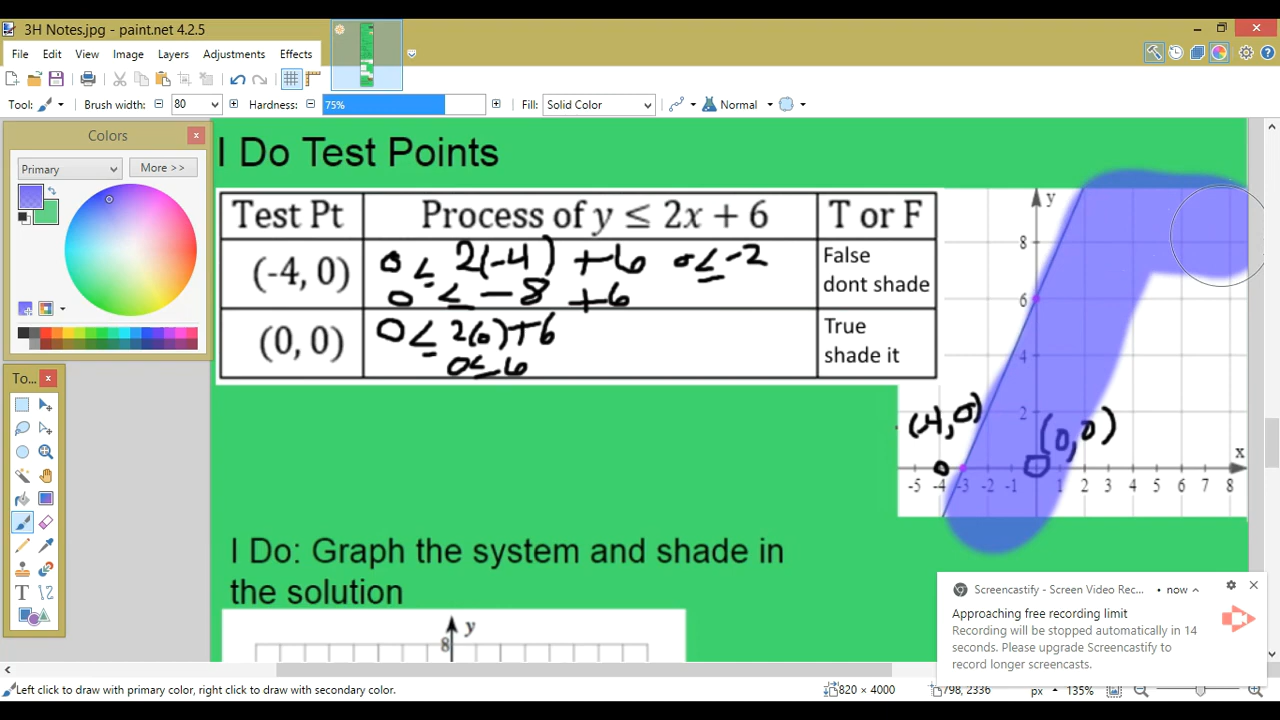 3H Notes.jpg - paint.net 4.2.5
File Edit View Image Layers Adjustments Effects
Tool: Brush width: 80 Hardness: 75% Fill: Solid Color Normal
Colors
Primary More >>
To...
I Do Test Points
Test Pt Process of y ≤ 2x + 6 T or F
(-4, 0) 0 ≤ 2(-4) +6 0 ≤ -2 False
0 ≤ -8 +6 dont shade
(0, 0) 0 ≤ 2(0)+6 True
0 ≤ 6 shade it
y
8
6
4
2
(-4,0) (0,0)
x
-5 -4 -3 -2 -1 1 2 3 4 5 6 7 8
I Do: Graph the system and shade in
the solution
y
8
Screencastify - Screen Video Rec... • now
Approaching free recording limit
Recording will be stopped automatically in 14
seconds. Please upgrade Screencastify to
record longer screencasts.
Left click to draw with primary color, right click to draw with secondary color. 820 × 4000 798, 2336 px 135%